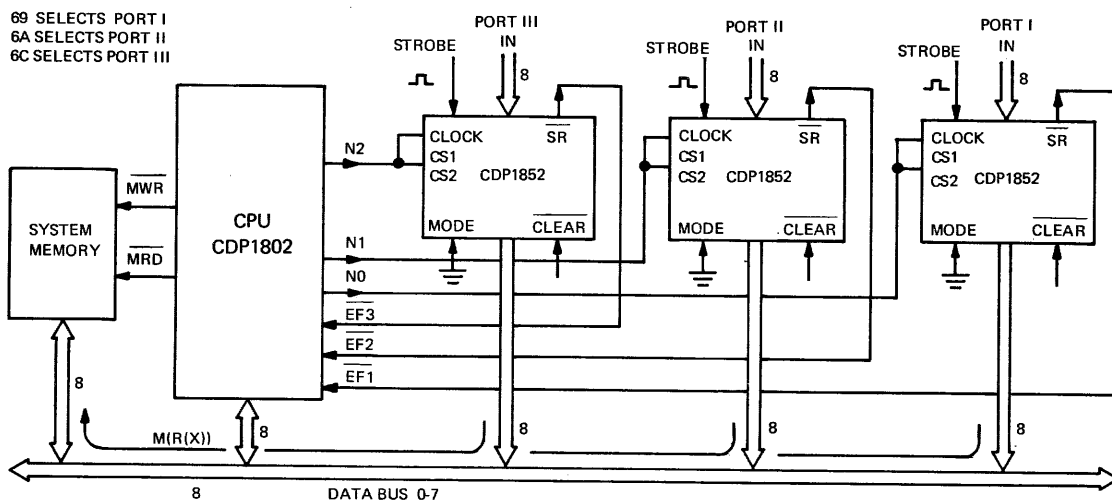 69 SELECTS PORT I
6A SELECTS PORT II
6C SELECTS PORT III
PORT III
IN
STROBE
8
PORT II
IN
STROBE
8
PORT I
IN
STROBE
8
CLOCK
SR
CS1
CS2
CDP1852
MODE
CLEAR
CLOCK
SR
CS1
CS2
CDP1852
MODE
CLEAR
CLOCK
SR
CS1
CS2
CDP1852
MODE
CLEAR
SYSTEM
MEMORY
MWR
MRD
CPU
CDP1802
N2
N1
N0
EF3
EF2
EF1
8
M(R(X))
8
8
8
8
8
DATA BUS 0-7